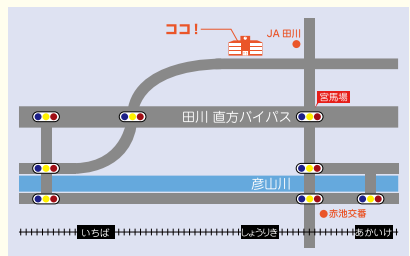 ココ!
JA 田川
宮馬場
田川 直方バイパス
彦山川
赤池交番
いちば
しょうりき
あかいけ